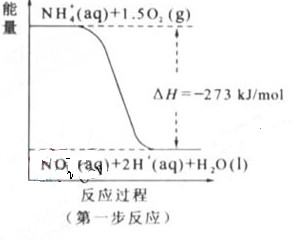 能量
NH₄⁺(aq)+1.5O₂(g)
ΔH=−273 kJ/mol
(aq)+2H⁺(aq)+H₂O(l)
反应过程
(第一步反应)